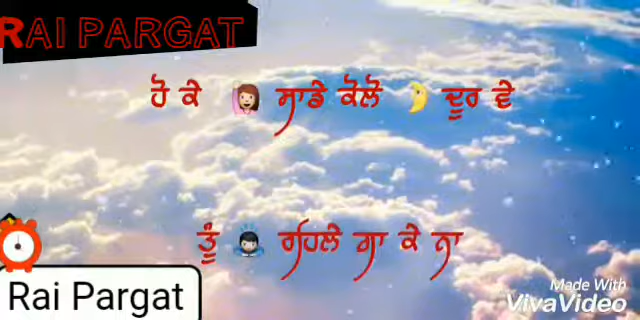 RAI PARGAT
ਹੋ ਕੇ ਸਾਡੇ ਕੋਲੋਂ ਦੂਰ ਵੇ
ਤੂੰ ਰਹਿਲੇਂ ਗਾ ਕੇ ਨਾ
Rai Pargat
Made With
VivaVideo